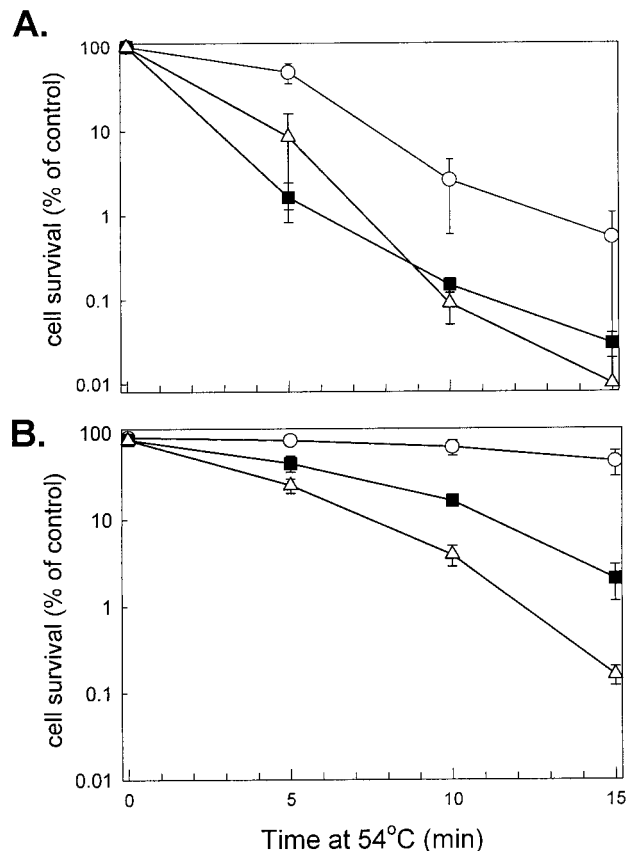 A.
100
10
1
0.1
0.01
cell survival (% of control)
B.
100
10
1
0.1
0.01
cell survival (% of control)
0 5 10 15
Time at 54°C (min)